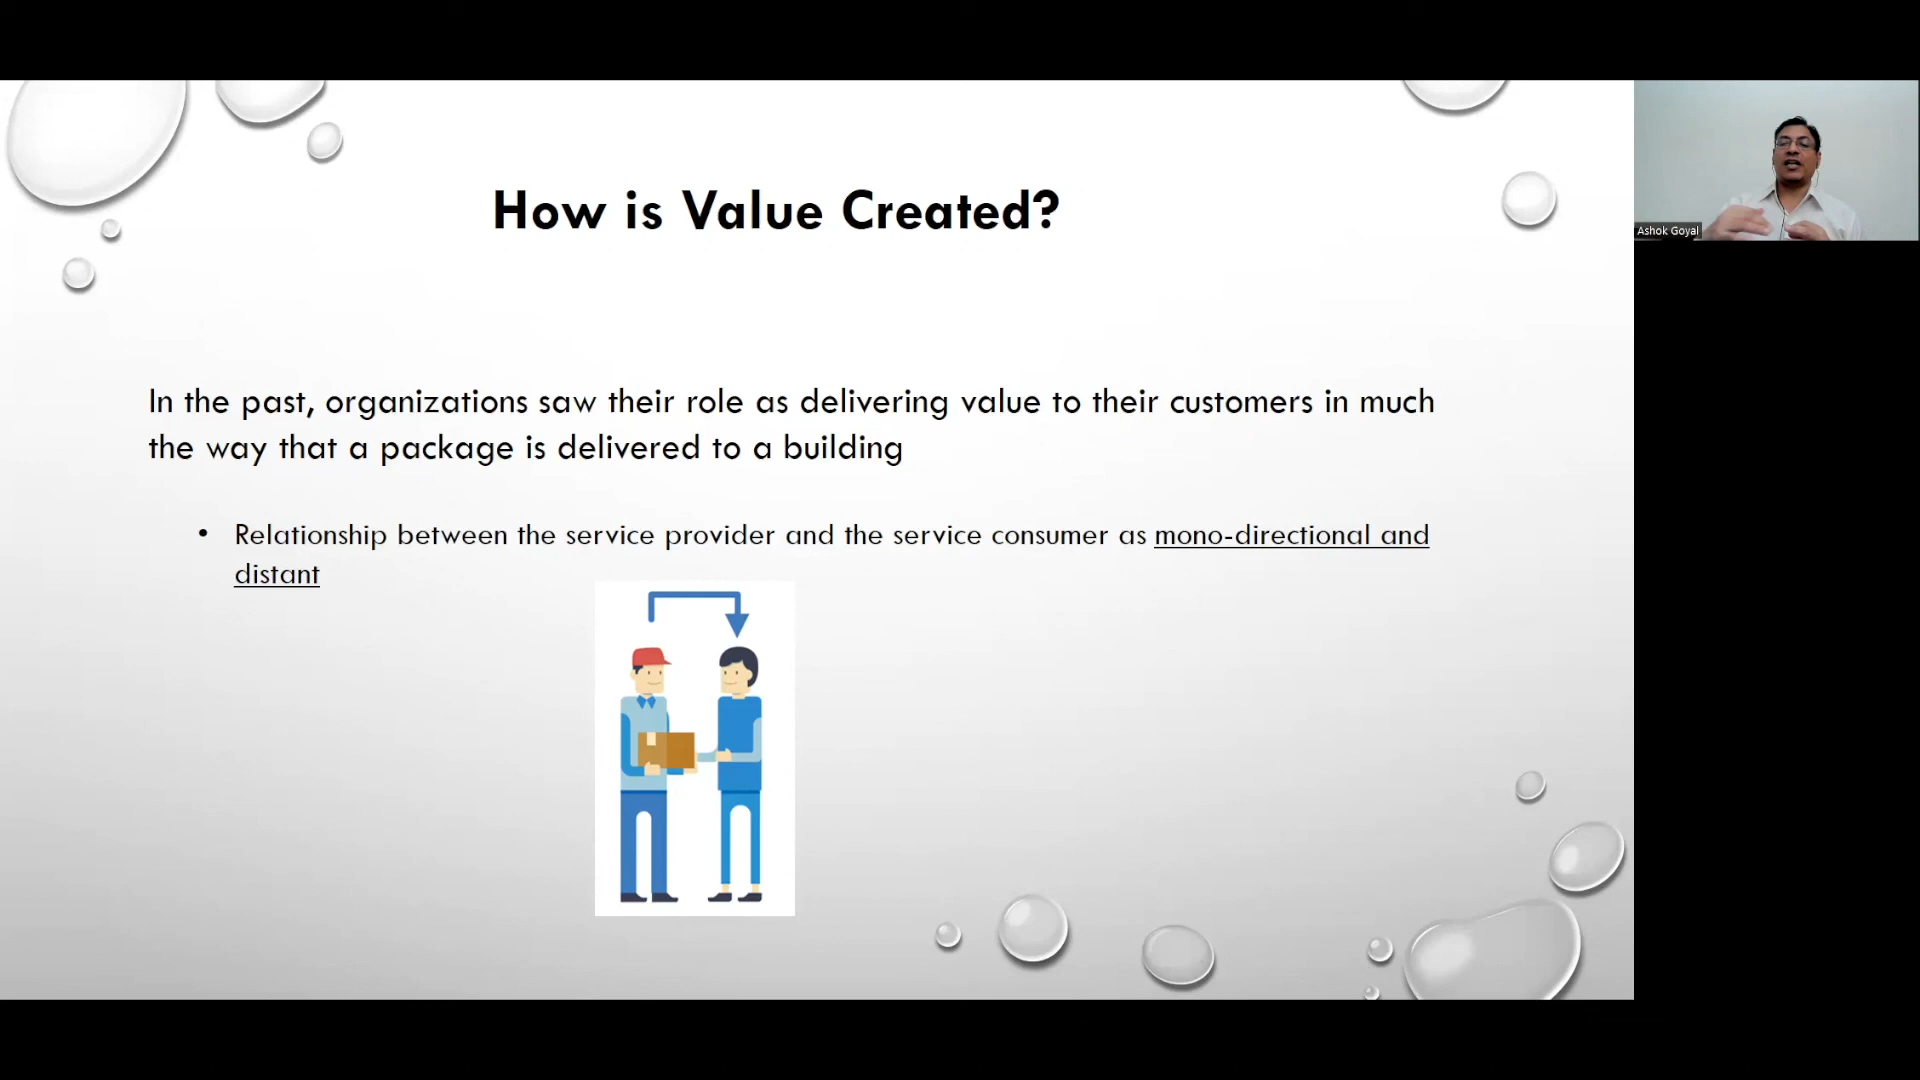 How is Value Created?
In the past, organizations saw their role as delivering value to their customers in much
the way that a package is delivered to a building
• Relationship between the service provider and the service consumer as mono-directional and
distant
Ashok Goyal